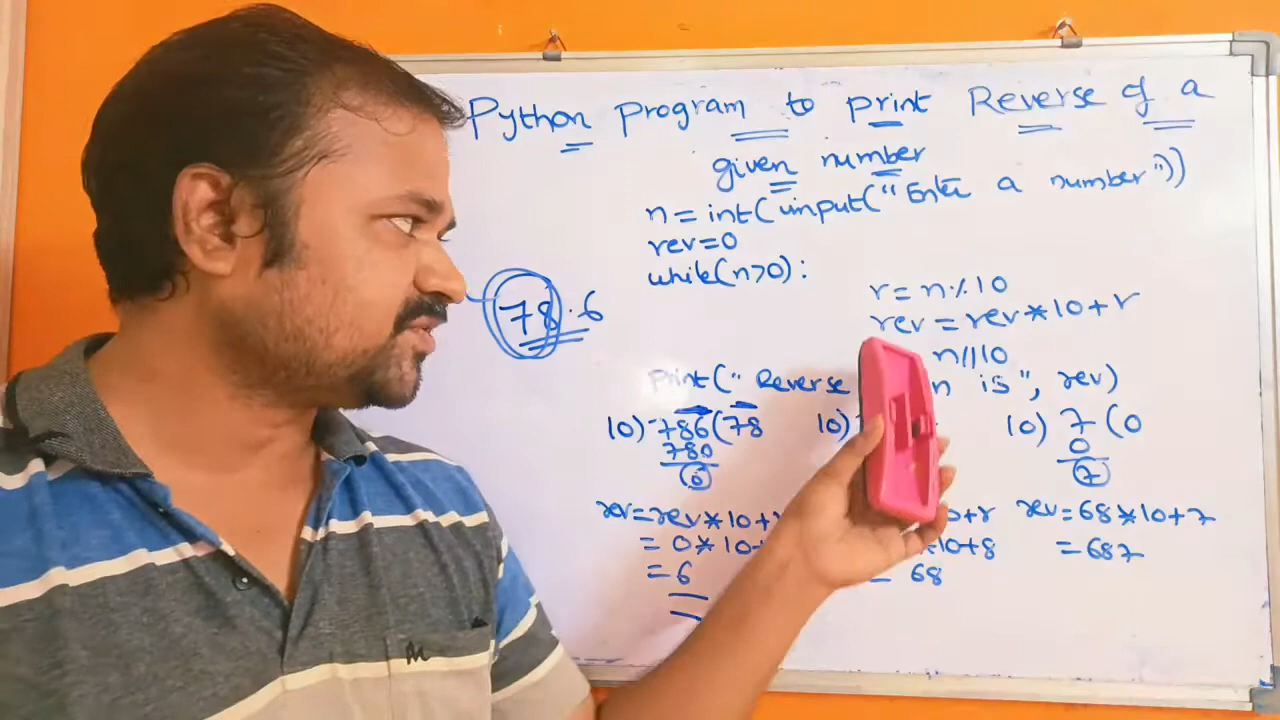 Python program to print Reverse of a
given number
n = int(input("Enter a number"))
rev=0
while(n>0):
r = n % 10
rev = rev*10+r
n//10
print("Reverse n is", rev)
78.6
10) 786 (78
780
6
10)
10) 7 (0
0
7
rev=rev*10+r
= 0*10+
=6
0+r
*10+8
= 68
rev=68*10+7
=687